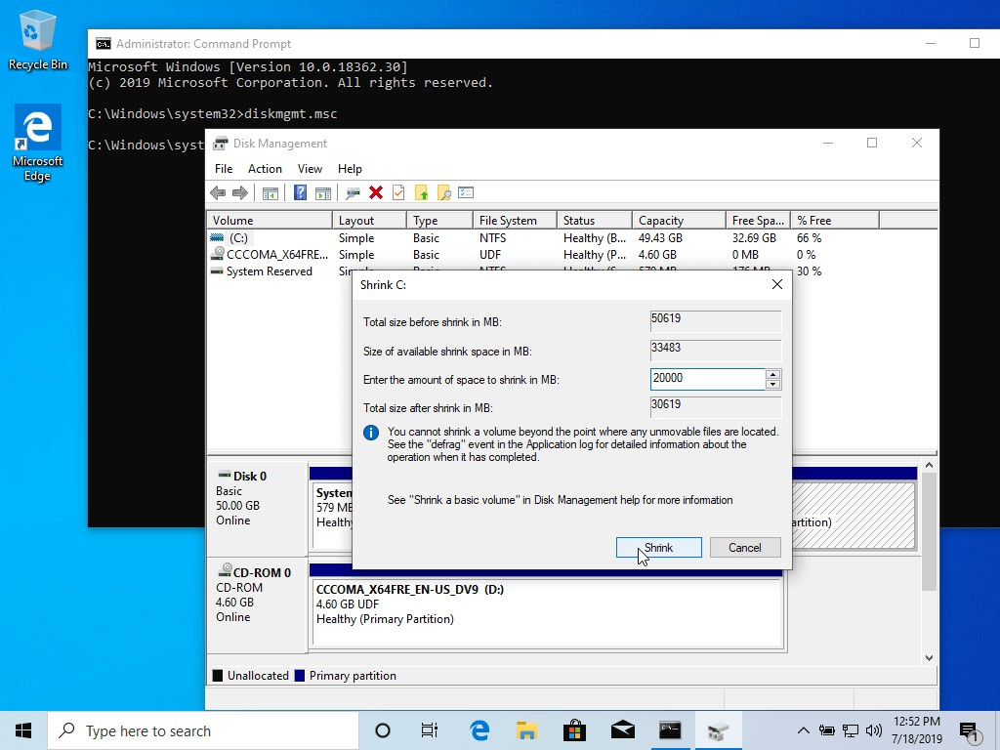 Recycle Bin
Microsoft Edge
Administrator: Command Prompt
Microsoft Windows [Version 10.0.18362.30]
(c) 2019 Microsoft Corporation. All rights reserved.
C:\Windows\system32>diskmgmt.msc
C:\Windows\syst
Disk Management
File Action View Help
Volume Layout Type File System Status Capacity Free Spa... % Free
(C:) Simple Basic NTFS Healthy (B... 49.43 GB 32.69 GB 66 %
CCCOMA_X64FRE... Simple Basic UDF Healthy (P... 4.60 GB 0 MB 0 %
System Reserved Simple Basic NTFS Healthy (S... 579 MB 176 MB 30 %
Shrink C:
Total size before shrink in MB: 50619
Size of available shrink space in MB: 33483
Enter the amount of space to shrink in MB: 20000
Total size after shrink in MB: 30619
You cannot shrink a volume beyond the point where any unmovable files are located.
See the "defrag" event in the Application log for detailed information about the
operation when it has completed.
See "Shrink a basic volume" in Disk Management help for more information
Shrink Cancel
Disk 0
Basic
50.00 GB
Online
System
579 MB
Healthy
artition)
CD-ROM 0
CD-ROM
4.60 GB
Online
CCCOMA_X64FRE_EN-US_DV9 (D:)
4.60 GB UDF
Healthy (Primary Partition)
Unallocated Primary partition
Type here to search
12:52 PM
7/18/2019
1